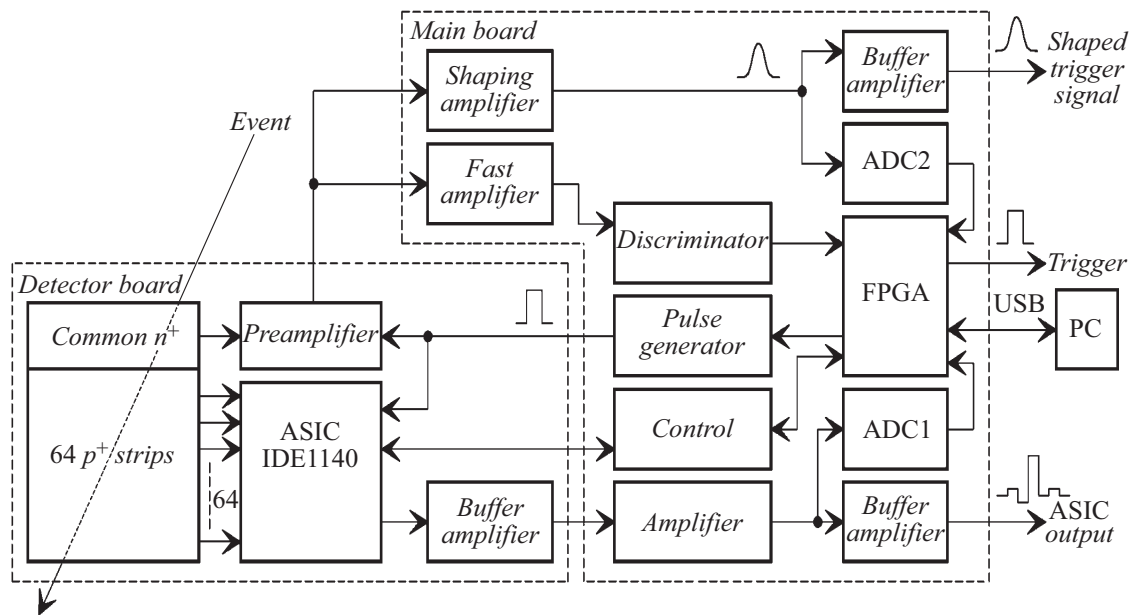 Main board
Shaping
amplifier
Buffer
amplifier
Shaped
trigger
signal
Event
Fast
amplifier
ADC2
Discriminator
Trigger
Detector board
FPGA
USB
PC
Common n+
Preamplifier
Pulse
generator
64 p+ strips
ASIC
IDE1140
Control
ADC1
64
Buffer
amplifier
Amplifier
Buffer
amplifier
ASIC
output